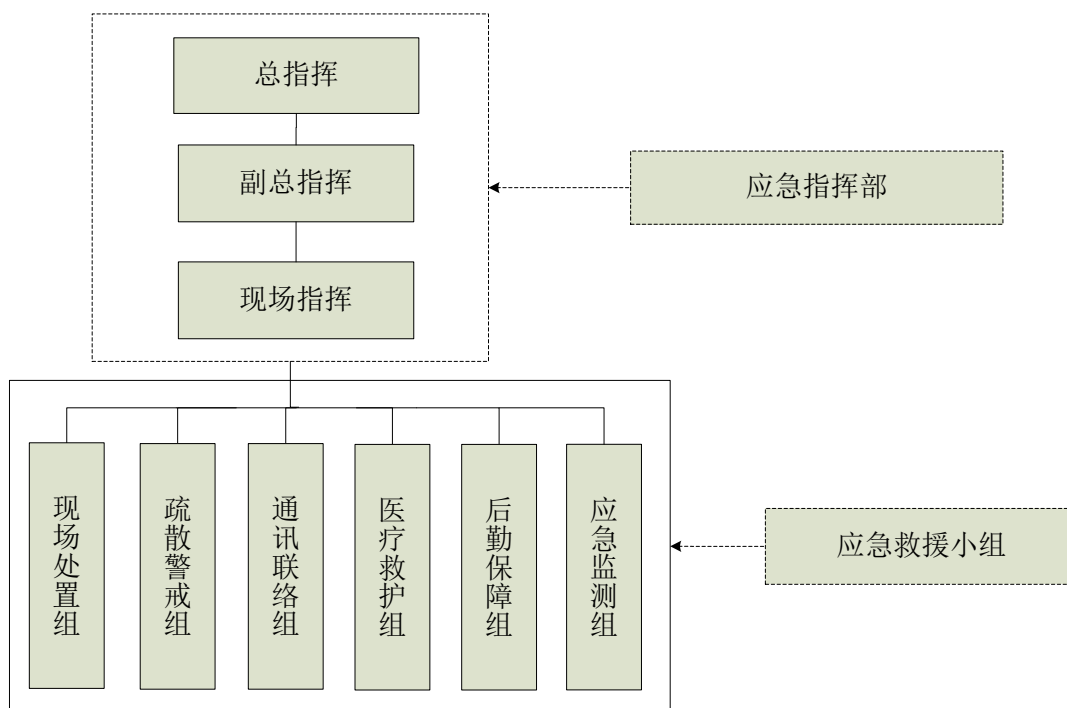 总指挥
副总指挥
应急指挥部
现场指挥
现场处置组
疏散警戒组
通讯联络组
医疗救护组
后勤保障组
应急监测组
应急救援小组